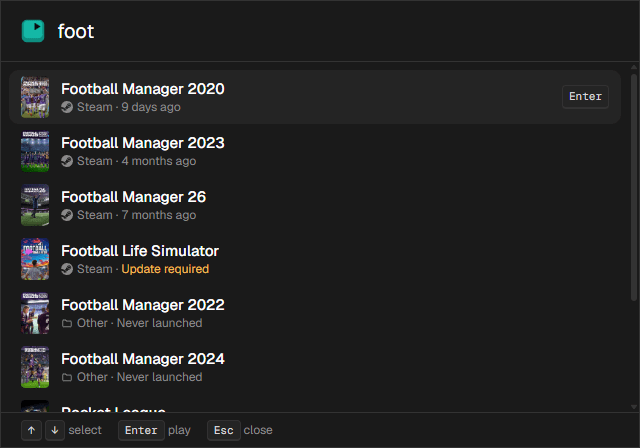 foot
Football Manager 2020
Enter
Steam · 9 days ago
Football Manager 2023
Steam · 4 months ago
Football Manager 26
Steam · 7 months ago
Football Life Simulator
Steam · Update required
Football Manager 2022
Other · Never launched
Football Manager 2024
Other · Never launched
Rocket League
↑ ↓ select Enter play Esc close